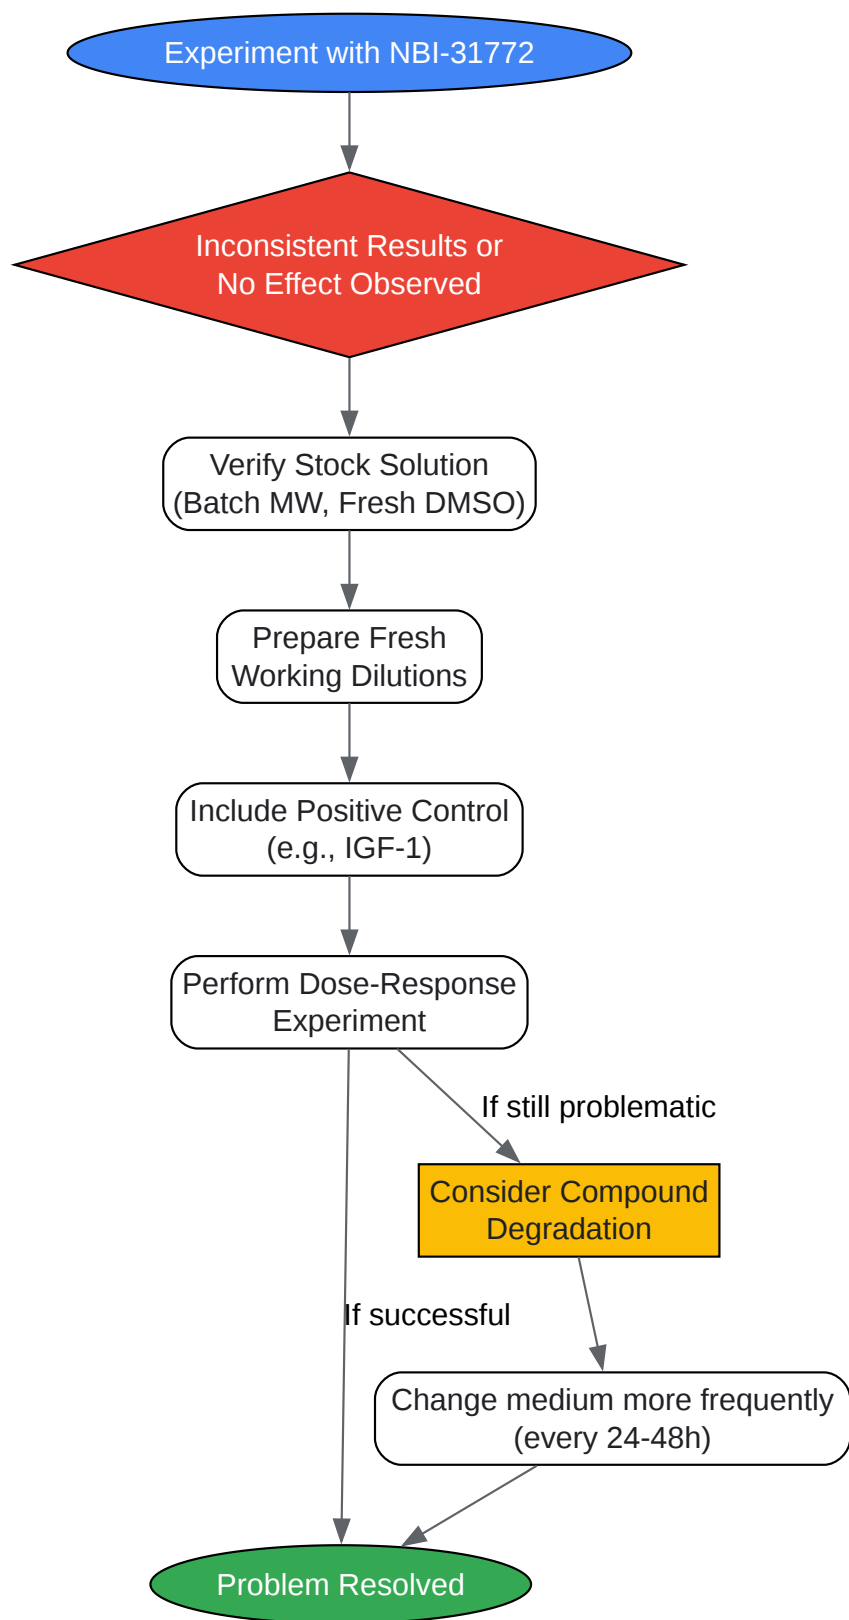 Experiment with NBI-31772
Inconsistent Results or
No Effect Observed
Verify Stock Solution
(Batch MW, Fresh DMSO)
Prepare Fresh
Working Dilutions
Include Positive Control
(e.g., IGF-1)
Perform Dose-Response
Experiment
If still problematic
Consider Compound
Degradation
If successful
Change medium more frequently
(every 24-48h)
Problem Resolved